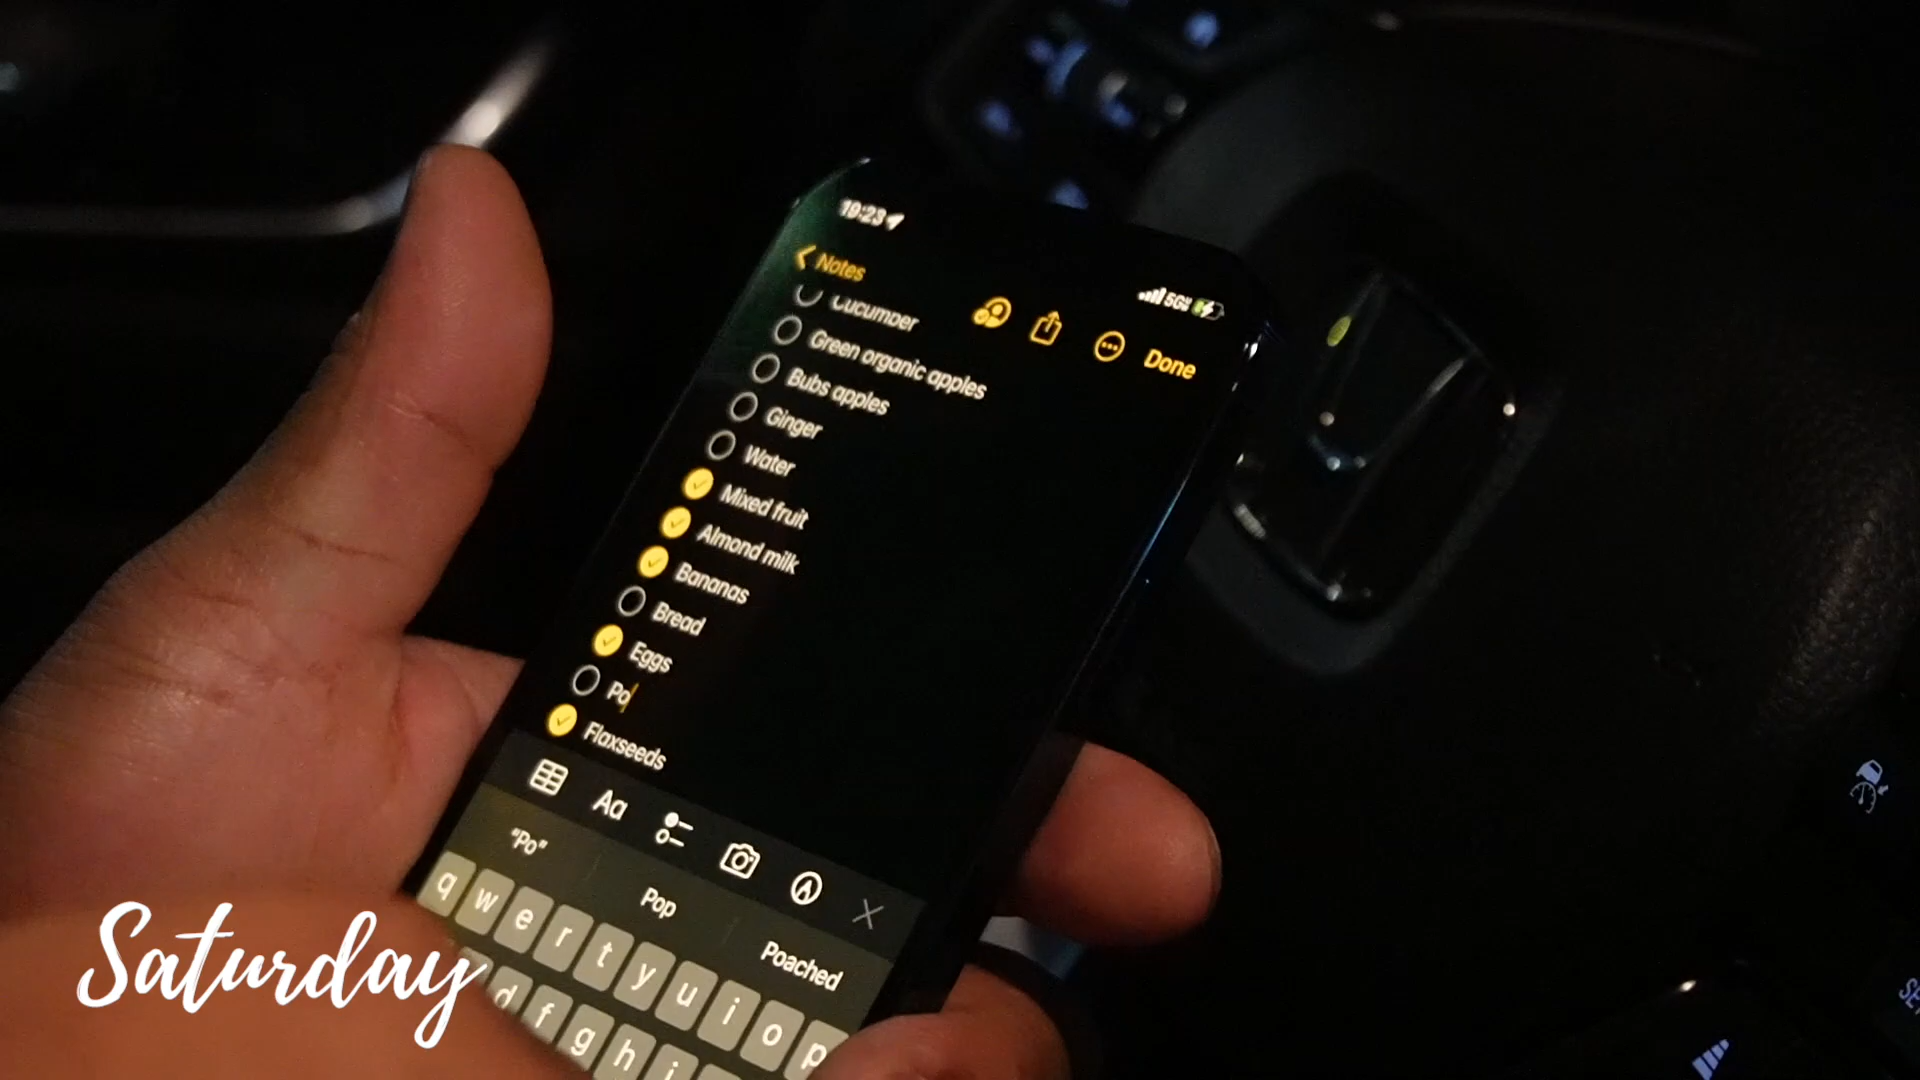 19:23
5G
Notes
Done
Cucumber
Green organic apples
Bubs apples
Ginger
Water
Mixed fruit
Almond milk
Bananas
Bread
Eggs
Po
Flaxseeds
Aa
"Po"
Pop
Poached
q w e r t y u i o p
d f g h j
Saturday